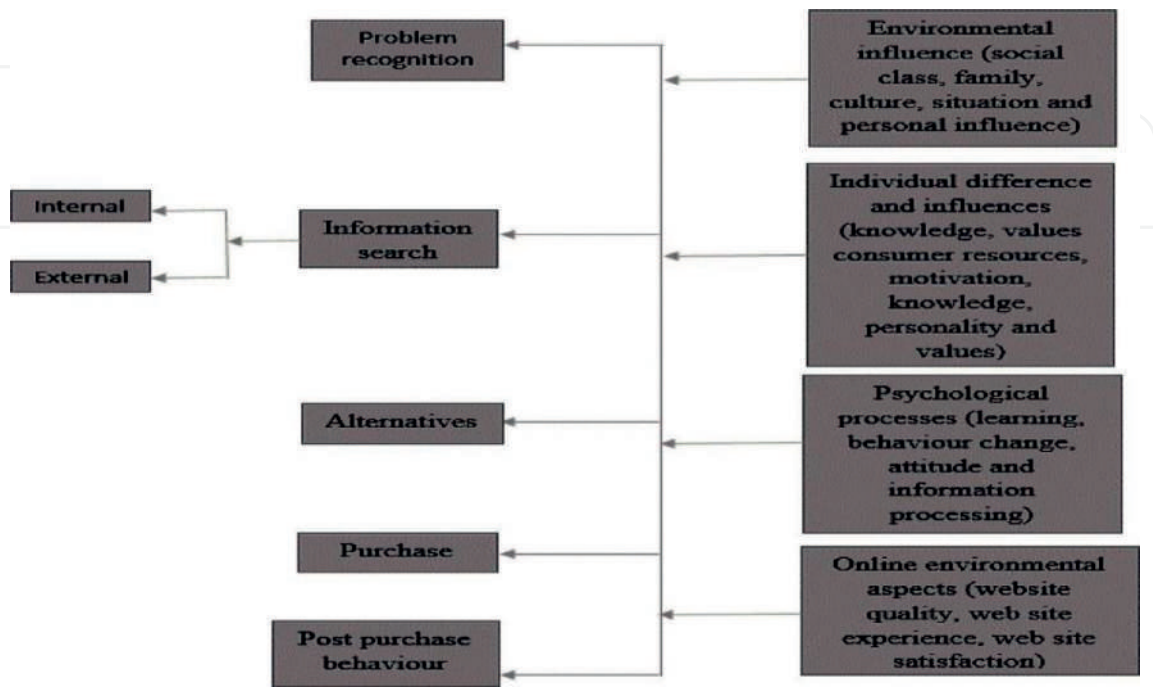 Problem
recognition
Environmental
influence (social
class, family,
culture, situation and
personal influence)
Internal
External
Information
search
Individual difference
and influences
(knowledge, values
consumer resources,
motivation,
knowledge,
personality and
values)
Alternatives
Psychological
processes (learning,
behaviour change,
attitude and
information
processing)
Purchase
Post purchase
behaviour
Online environmental
aspects (website
quality, web site
experience, web site
satisfaction)